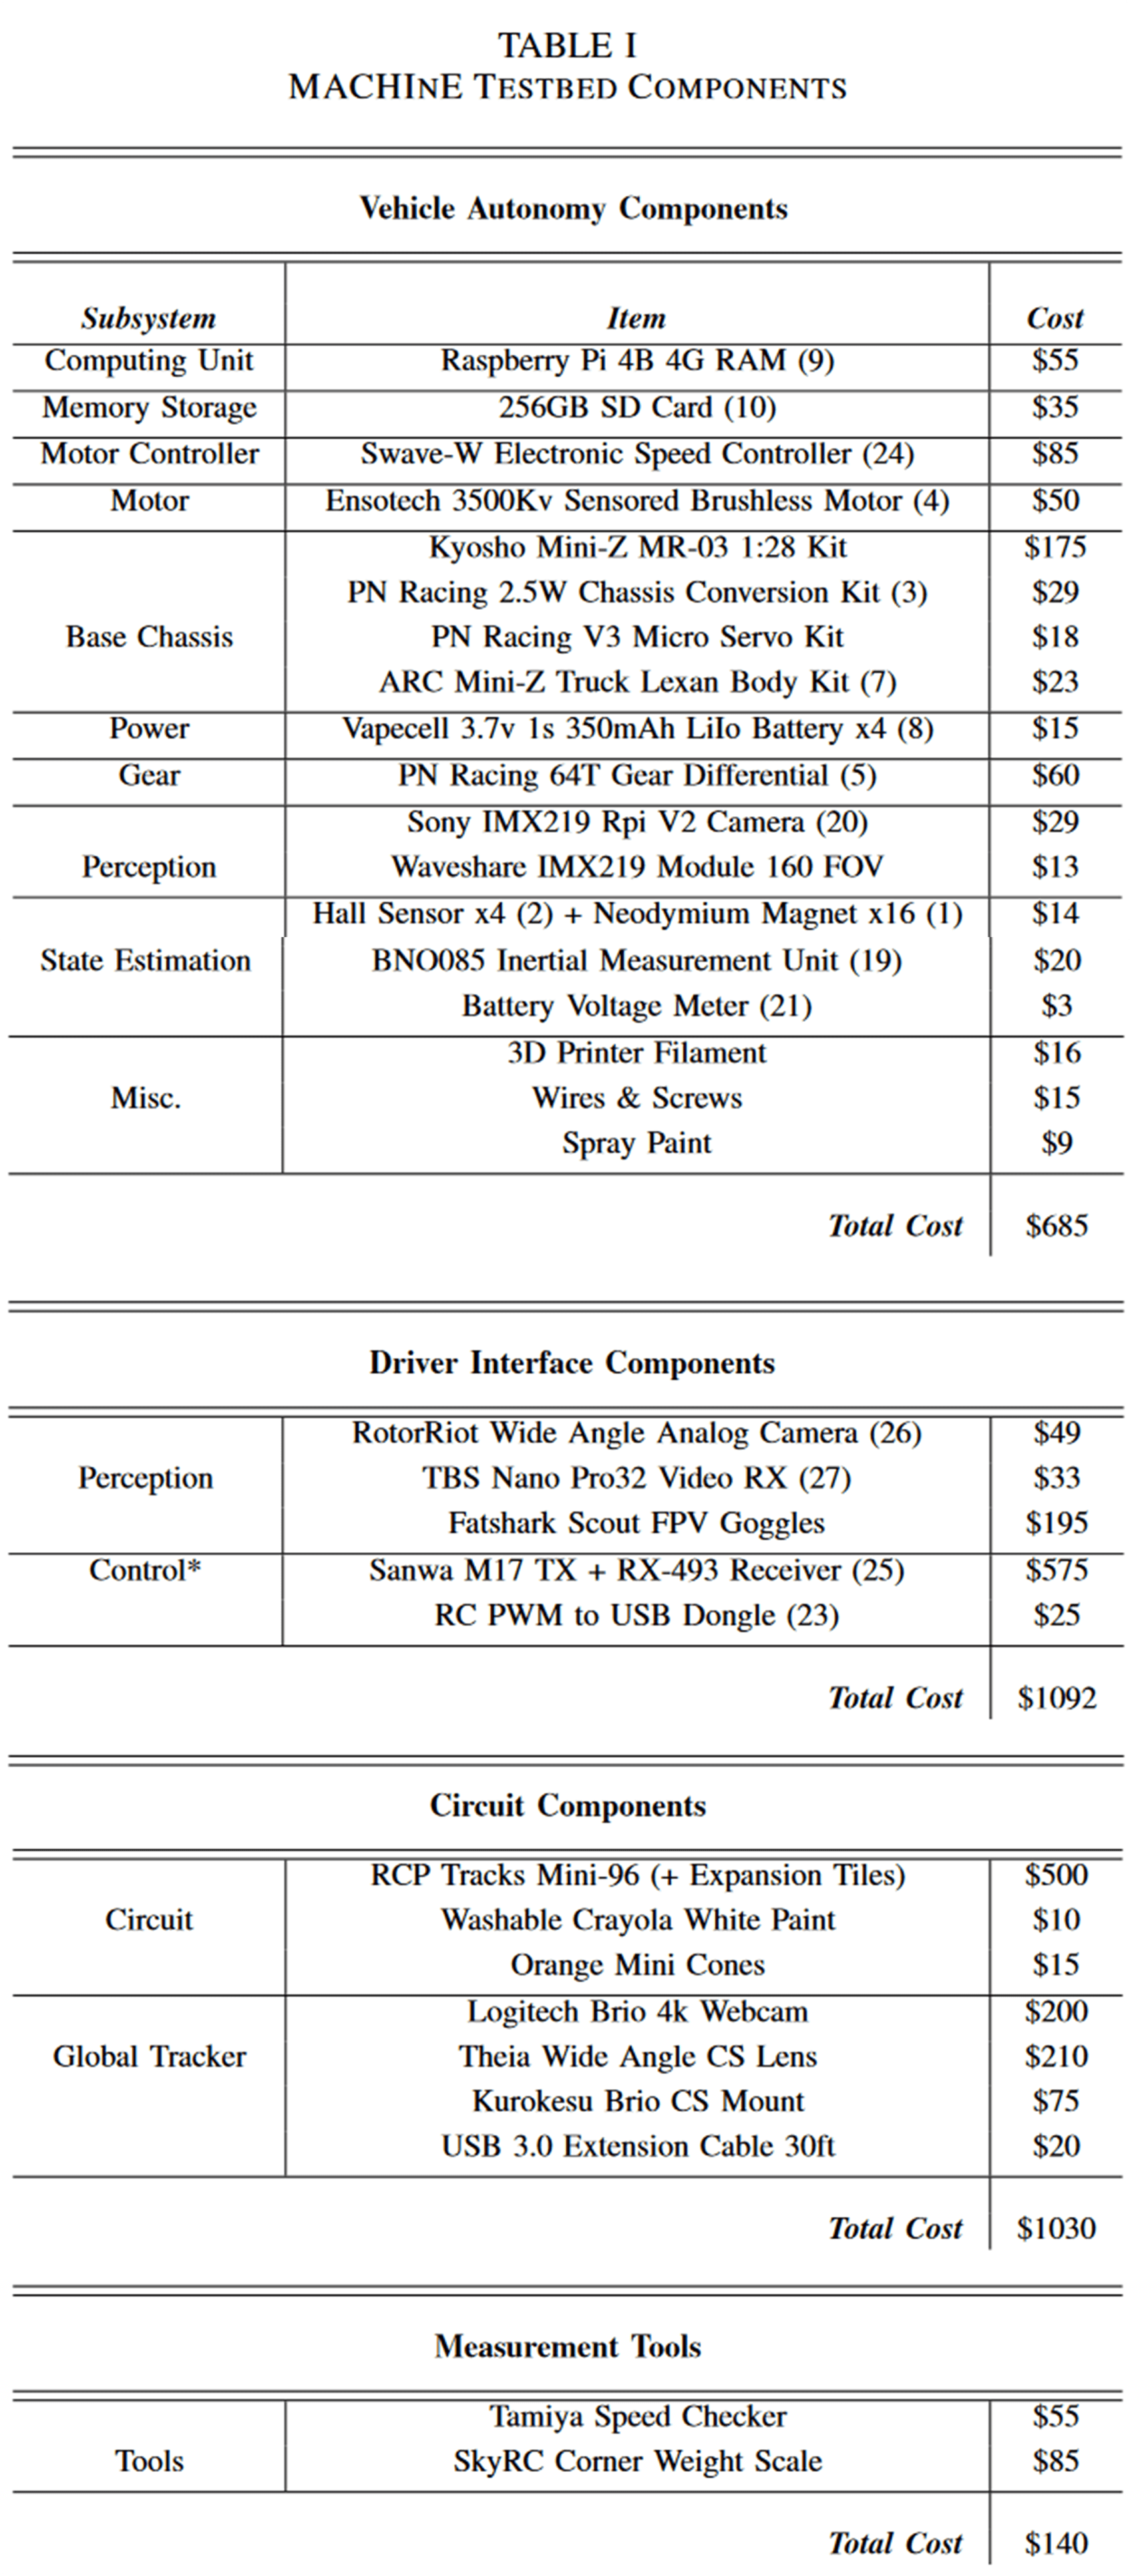 TABLE I
MACHINE TESTBED COMPONENTS
Vehicle Autonomy Components
Subsystem Item Cost
Computing Unit Raspberry Pi 4B 4G RAM (9) $55
Memory Storage 256GB SD Card (10) $35
Motor Controller Swave-W Electronic Speed Controller (24) $85
Motor Ensotech 3500Kv Sensored Brushless Motor (4) $50
Kyosho Mini-Z MR-03 1:28 Kit $175
PN Racing 2.5W Chassis Conversion Kit (3) $29
Base Chassis PN Racing V3 Micro Servo Kit $18
ARC Mini-Z Truck Lexan Body Kit (7) $23
Power Vapecell 3.7v 1s 350mAh LiIo Battery x4 (8) $15
Gear PN Racing 64T Gear Differential (5) $60
Sony IMX219 Rpi V2 Camera (20) $29
Perception Waveshare IMX219 Module 160 FOV $13
Hall Sensor x4 (2) + Neodymium Magnet x16 (1) $14
State Estimation BNO085 Inertial Measurement Unit (19) $20
Battery Voltage Meter (21) $3
3D Printer Filament $16
Misc. Wires & Screws $15
Spray Paint $9
Total Cost $685
Driver Interface Components
RotorRiot Wide Angle Analog Camera (26) $49
Perception TBS Nano Pro32 Video RX (27) $33
Fatshark Scout FPV Goggles $195
Control* Sanwa M17 TX + RX-493 Receiver (25) $575
RC PWM to USB Dongle (23) $25
Total Cost $1092
Circuit Components
RCP Tracks Mini-96 (+ Expansion Tiles) $500
Circuit Washable Crayola White Paint $10
Orange Mini Cones $15
Logitech Brio 4k Webcam $200
Global Tracker Theia Wide Angle CS Lens $210
Kurokesu Brio CS Mount $75
USB 3.0 Extension Cable 30ft $20
Total Cost $1030
Measurement Tools
Tamiya Speed Checker $55
Tools SkyRC Corner Weight Scale $85
Total Cost $140